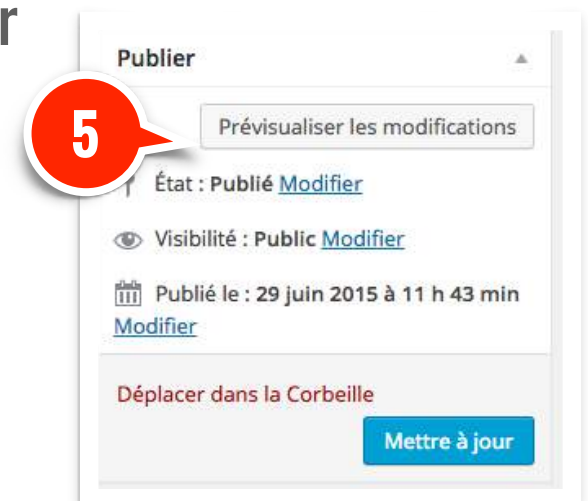 r
Publier
5
Prévisualiser les modifications
État : Publié Modifier
Visibilité : Public Modifier
Publié le : 29 juin 2015 à 11 h 43 min
Modifier
Déplacer dans la Corbeille
Mettre à jour